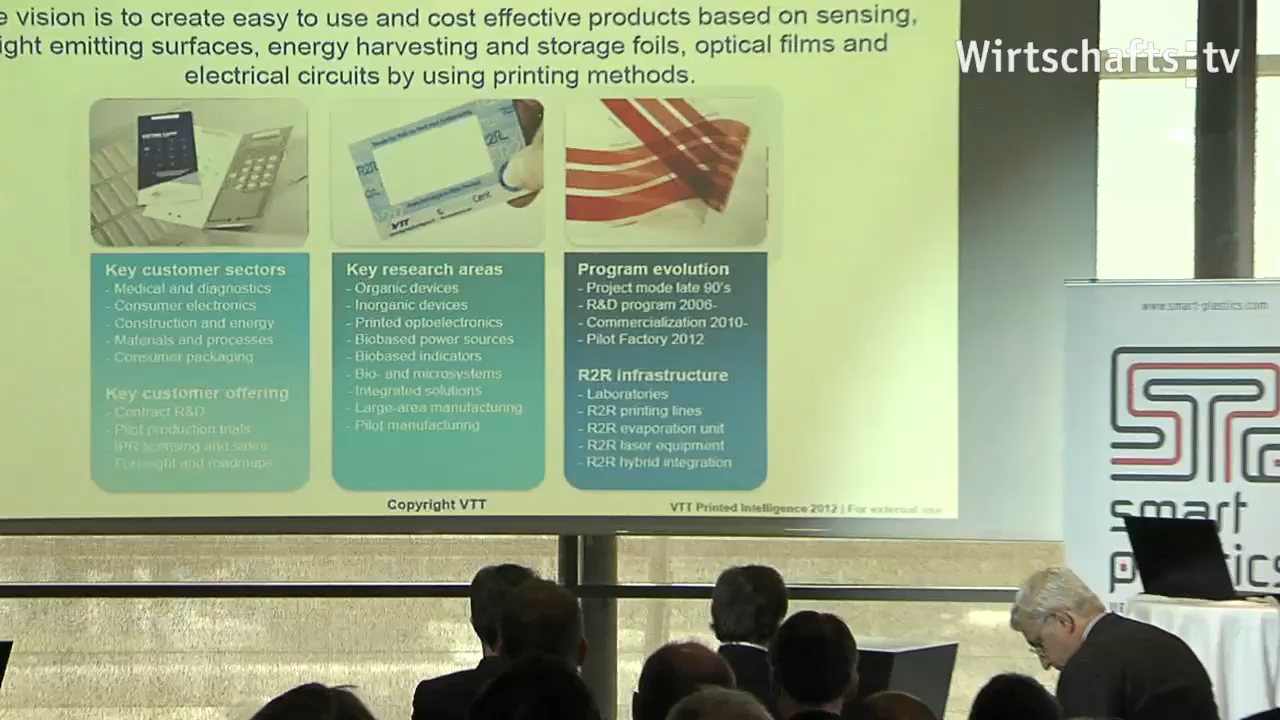 e vision is to create easy to use and cost effective products based on sensing,
ight emitting surfaces, energy harvesting and storage foils, optical films and
electrical circuits by using printing methods.
Wirtschafts:tv
R2R
2R
Cent
VTT
Key customer sectors
- Medical and diagnostics
- Consumer electronics
- Construction and energy
- Materials and processes
- Consumer packaging
Key customer offering
- Contract R&D
- Pilot production trials
- IPR licensing and sales
- Foresight and roadmaps
Key research areas
- Organic devices
- Inorganic devices
- Printed optoelectronics
- Biobased power sources
- Biobased indicators
- Bio- and microsystems
- Integrated solutions
- Large-area manufacturing
- Pilot manufacturing
Program evolution
- Project mode late 90's
- R&D program 2006-
- Commercialization 2010-
- Pilot Factory 2012
R2R infrastructure
- Laboratories
- R2R printing lines
- R2R evaporation unit
- R2R laser equipment
- R2R hybrid integration
Copyright VTT
VTT Printed Intelligence 2012 | For external use
www.smart-plastics.com
smart
p ics